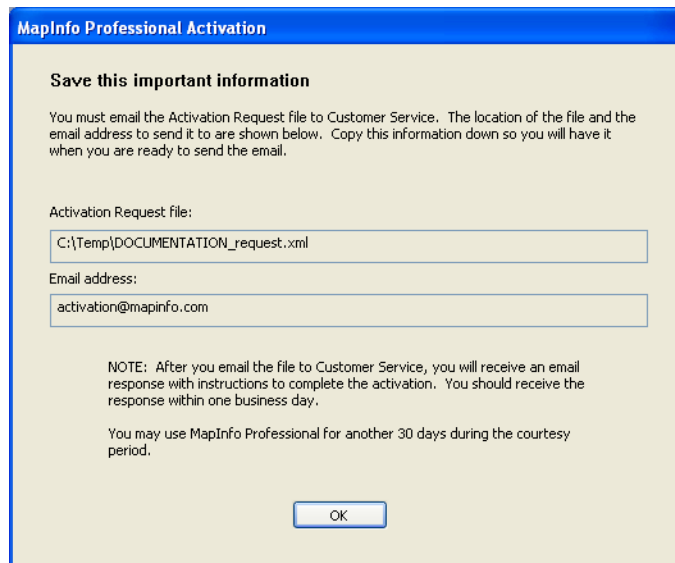 MapInfo Professional Activation
Save this important information
You must email the Activation Request file to Customer Service. The location of the file and the
email address to send it to are shown below. Copy this information down so you will have it
when you are ready to send the email.
Activation Request file:
C:\Temp\DOCUMENTATION_request.xml
Email address:
activation@mapinfo.com
NOTE: After you email the file to Customer Service, you will receive an email
response with instructions to complete the activation. You should receive the
response within one business day.
You may use MapInfo Professional for another 30 days during the courtesy
period.
OK